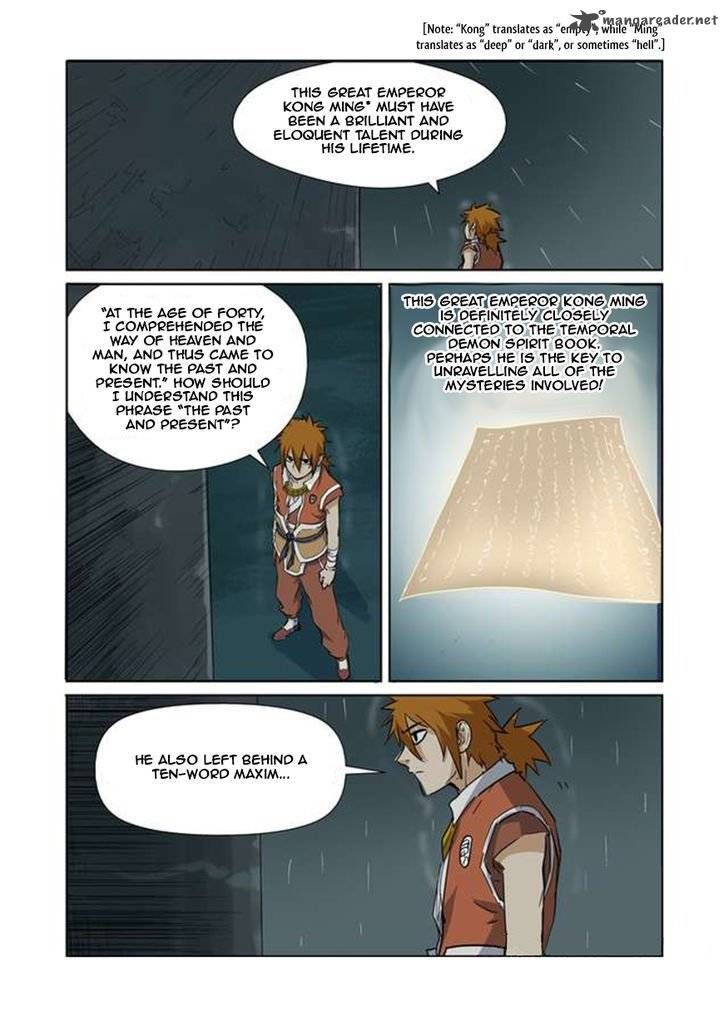 mangareader.net
[Note: "Kong" translates as "empty", while "Ming"
translates as "deep" or "dark", or sometimes "hell".]
THIS GREAT EMPEROR
KONG MING* MUST HAVE
BEEN A BRILLIANT AND
ELOQUENT TALENT DURING
HIS LIFETIME.
"AT THE AGE OF FORTY,
I COMPREHENDED THE
WAY OF HEAVEN AND
MAN, AND THUS CAME TO
KNOW THE PAST AND
PRESENT." HOW SHOULD
I UNDERSTAND THIS
PHRASE "THE PAST
AND PRESENT"?
THIS GREAT EMPEROR KONG MING
IS DEFINITELY CLOSELY
CONNECTED TO THE TEMPORAL
DEMON SPIRIT BOOK.
PERHAPS HE IS THE KEY TO
UNRAVELLING ALL OF THE
MYSTERIES INVOLVED!
HE ALSO LEFT BEHIND A
TEN-WORD MAXIM...